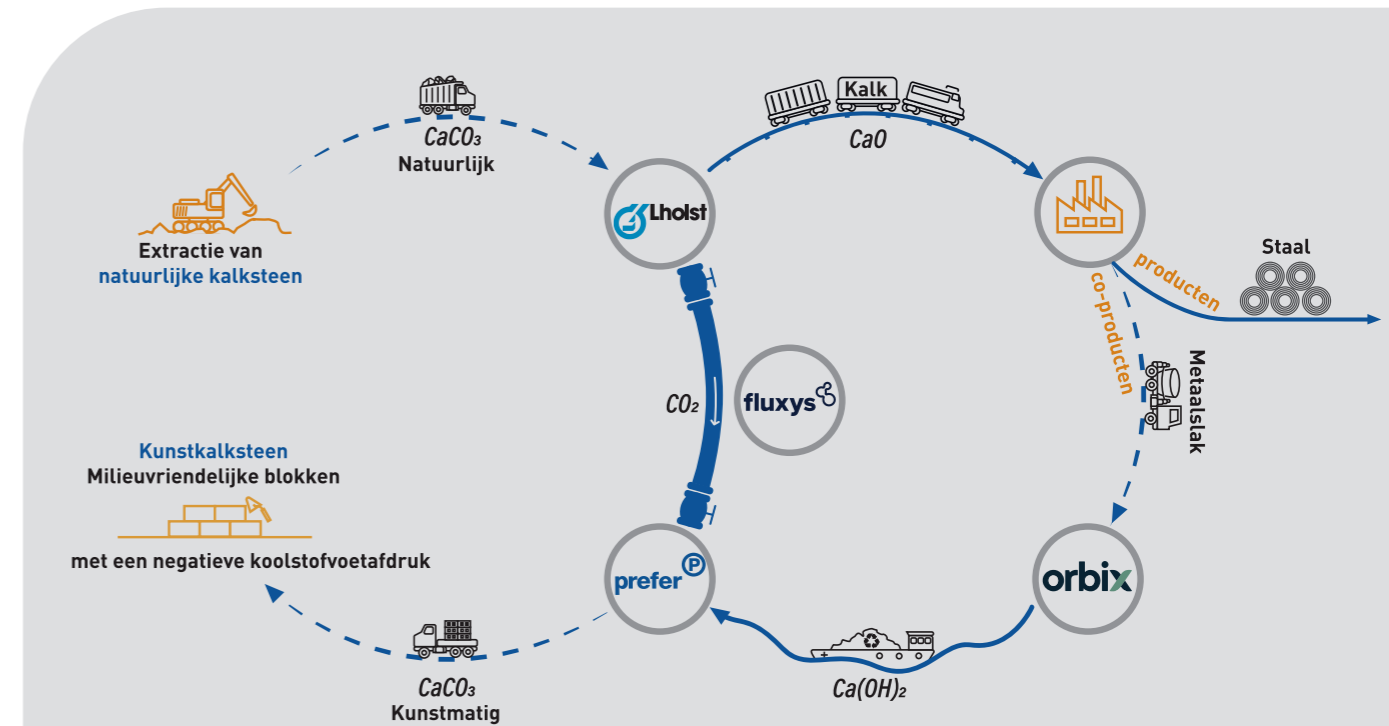 Kalk
CaO
CaCO₃
Natuurlijk
Lhoist
Extractie van
natuurlijke kalksteen
Staal
producten
co-producten
Metaalslak
CO₂
fluxys
Kunstkalksteen
Milieuvriendelijke blokken
met een negatieve koolstofvoetafdruk
prefer P
orbix
Ca(OH)₂
CaCO₃
Kunstmatig